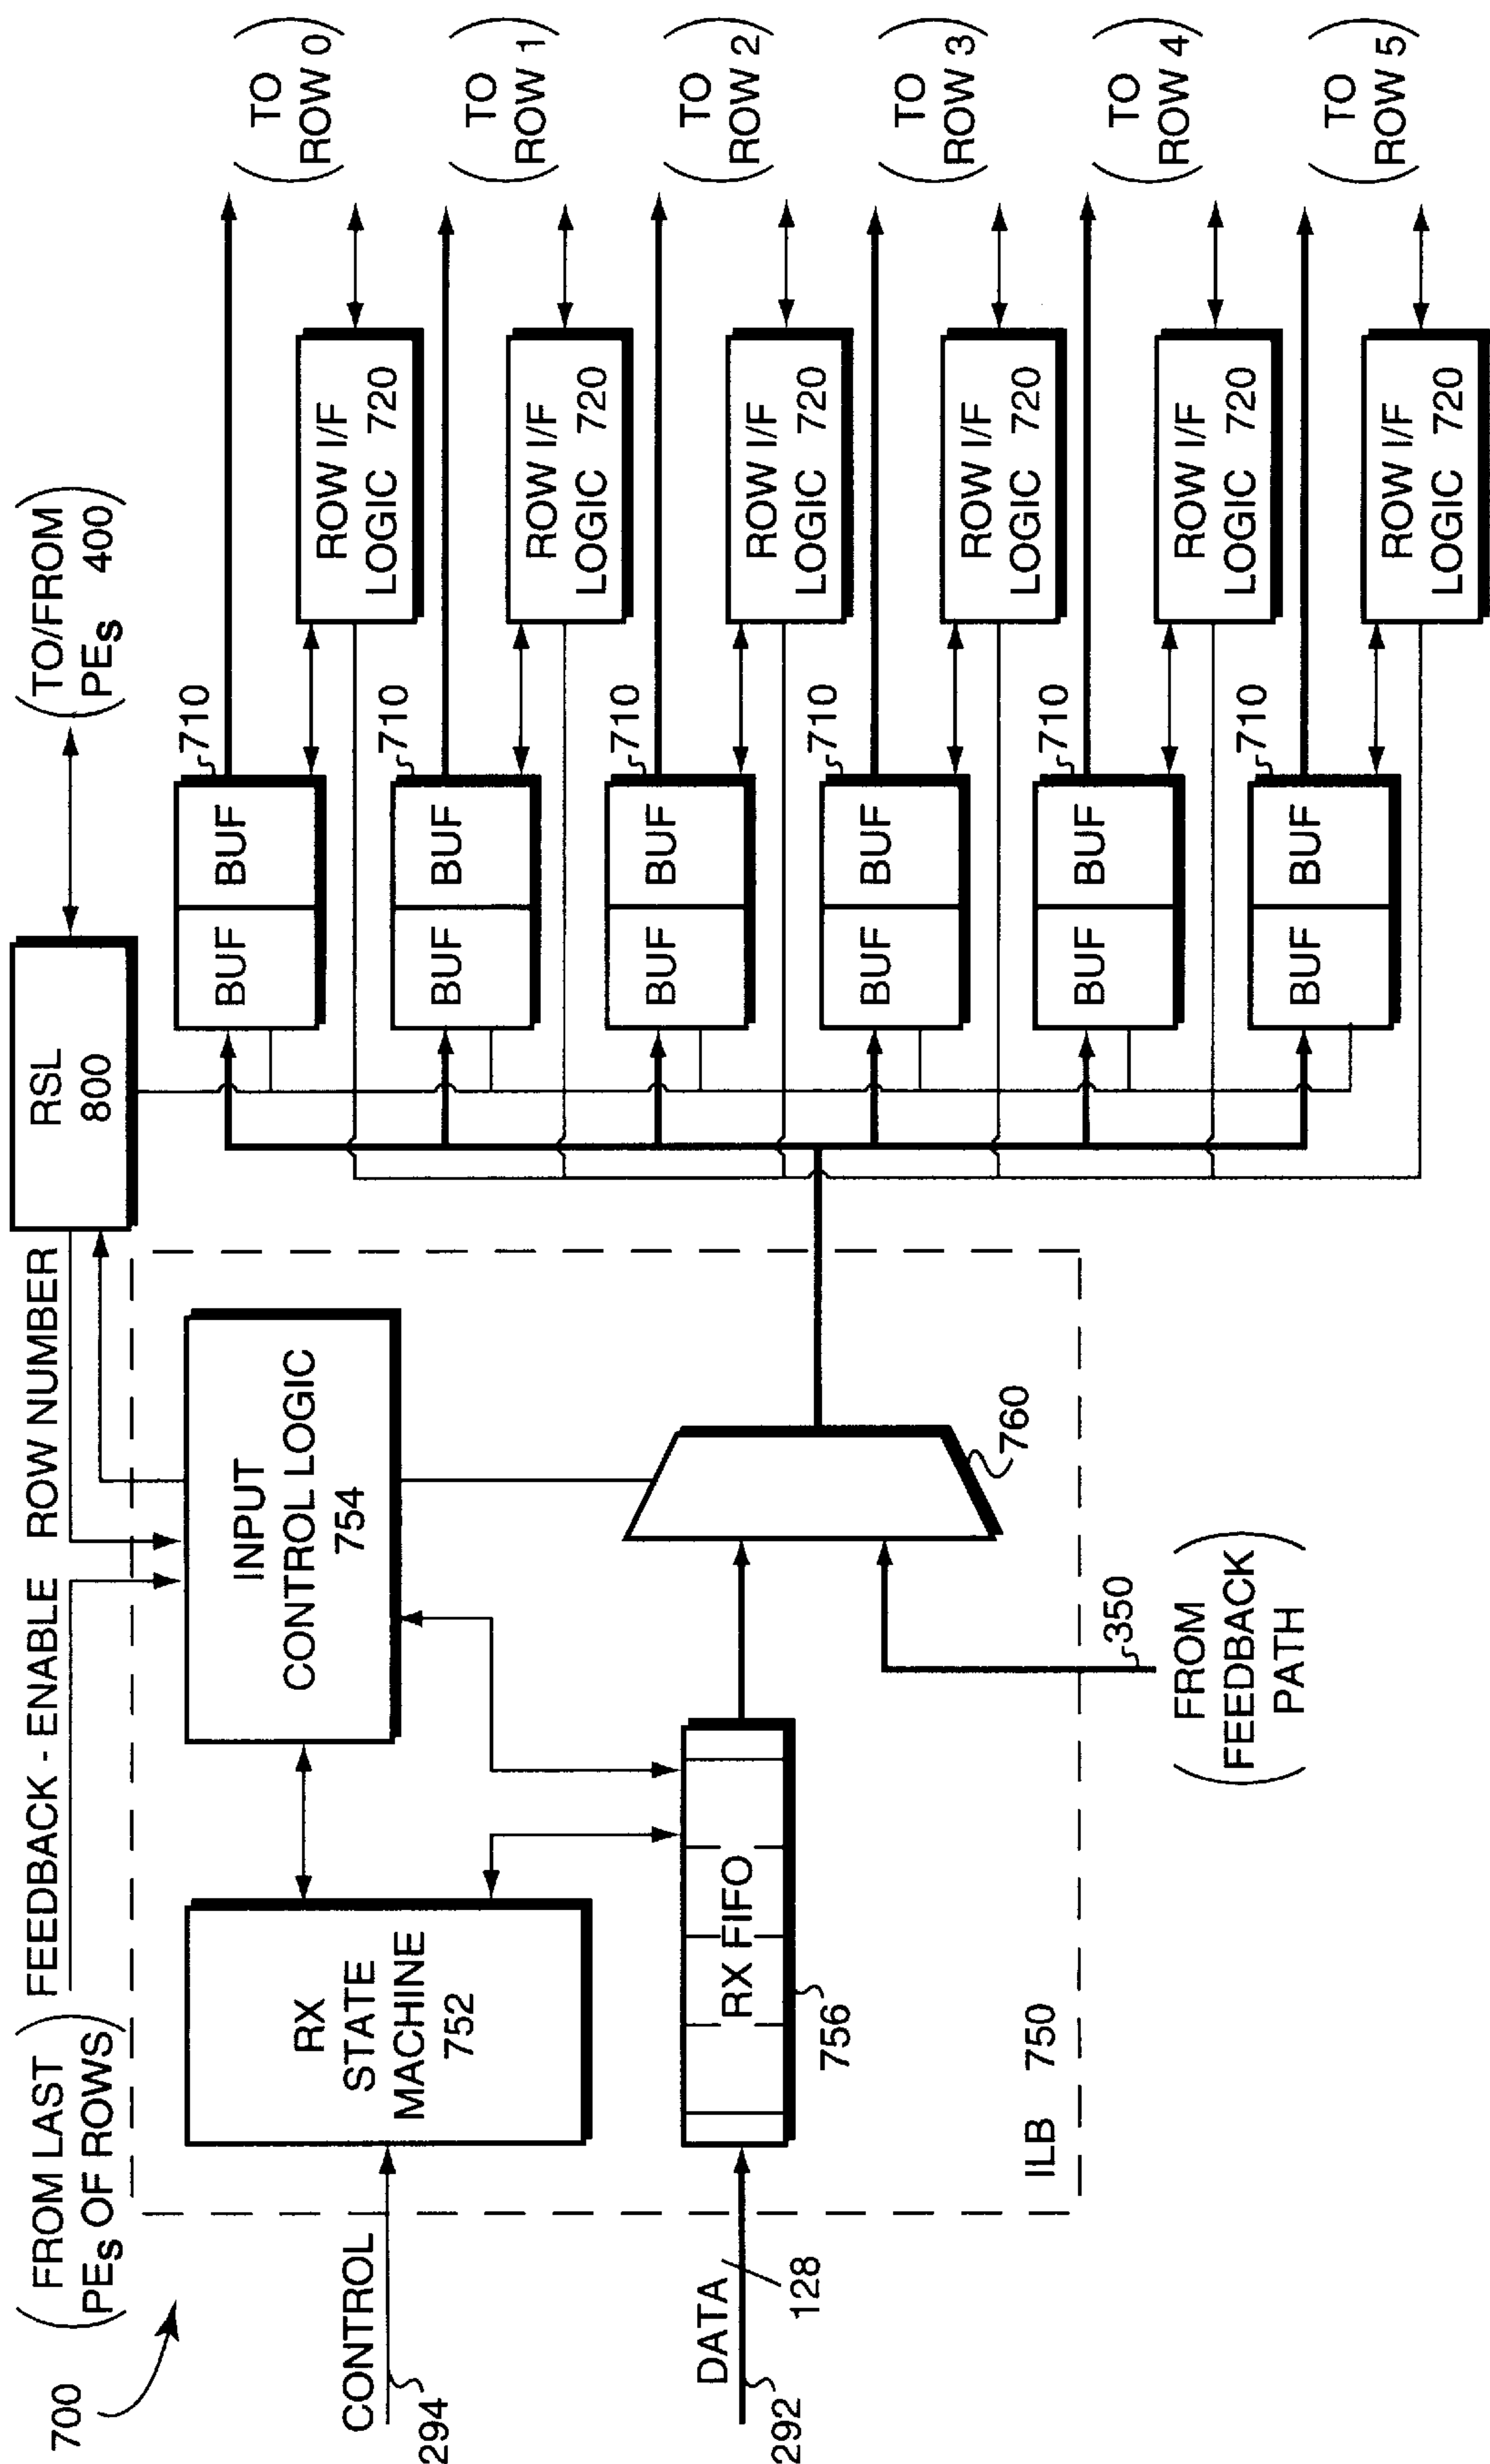 700
(FROM LAST
PEs OF ROWS)
FEEDBACK - ENABLE
ROW NUMBER
RSL
800
(TO/FROM
PEs 400)
CONTROL
294
RX
STATE
MACHINE
752
INPUT
CONTROL LOGIC
754
DATA
292
128
RX FIFO
756
760
350
(FROM
FEEDBACK
PATH)
ILB 750
BUF BUF
710
ROW I/F
LOGIC 720
(TO
ROW 0)
BUF BUF
710
ROW I/F
LOGIC 720
(TO
ROW 1)
BUF BUF
710
ROW I/F
LOGIC 720
(TO
ROW 2)
BUF BUF
710
ROW I/F
LOGIC 720
(TO
ROW 3)
BUF BUF
710
ROW I/F
LOGIC 720
(TO
ROW 4)
BUF BUF
710
ROW I/F
LOGIC 720
(TO
ROW 5)